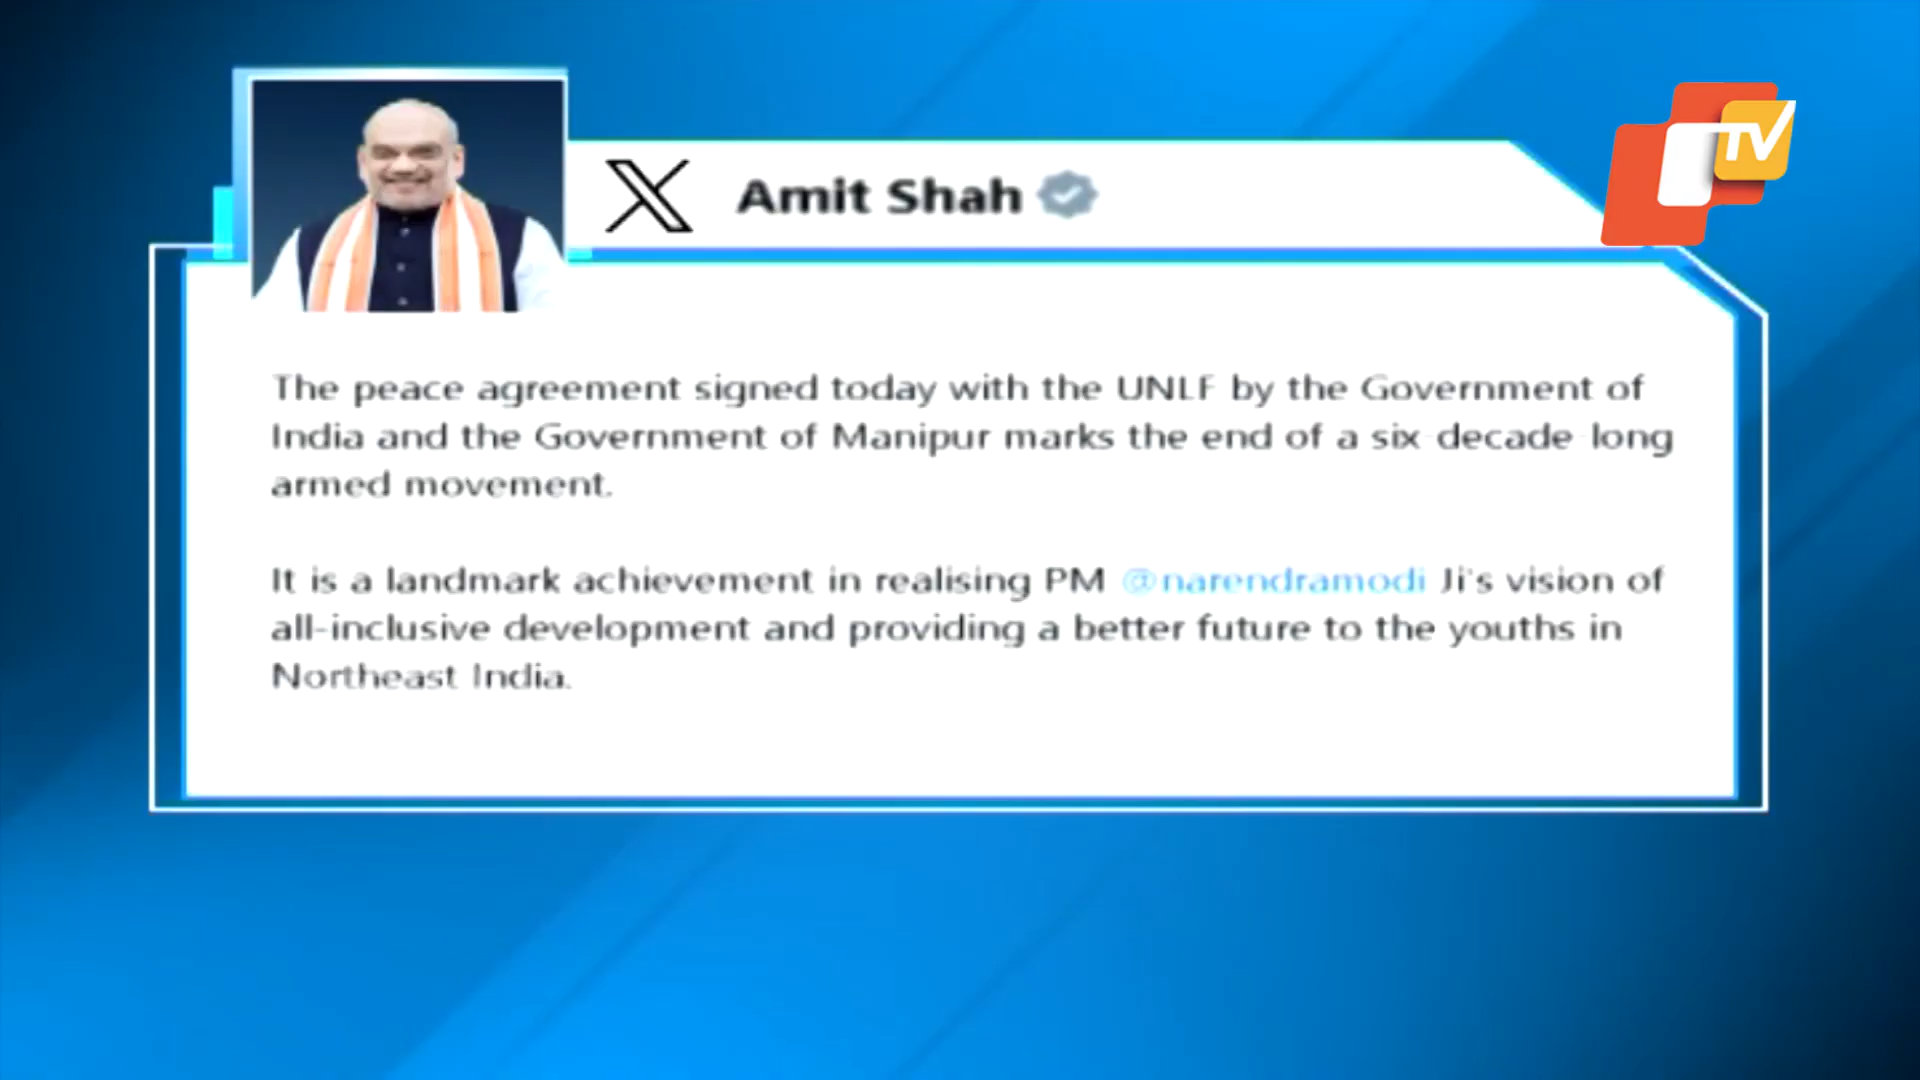 TV
X Amit Shah
The peace agreement signed today with the UNLF by the Government of
India and the Government of Manipur marks the end of a six decade long
armed movement.
It is a landmark achievement in realising PM @narendramodi Ji's vision of
all-inclusive development and providing a better future to the youths in
Northeast India.